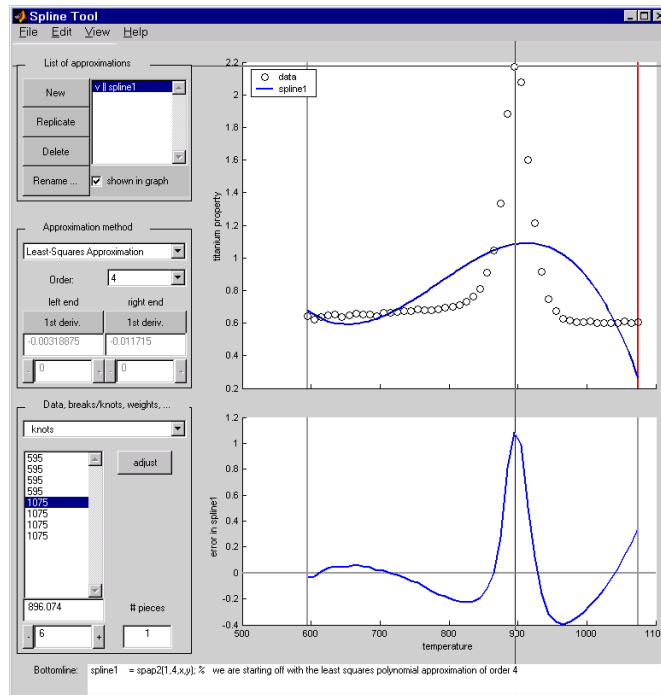 Spline Tool
File Edit View Help
List of approximations
New
Replicate
Delete
Rename ...
v || spline1
shown in graph
Approximation method
Least-Squares Approximation
Order:
4
left end right end
1st deriv. 1st deriv.
-0.00318875 -0.011715
- 0 + - 0 +
Data, breaks/knots, weights, ...
knots
595
595
595
595
1075
1075
1075
1075
adjust
896.074
# pieces
- 6 +
1
data
spline1
titanium property
2.2
2
1.8
1.6
1.4
1.2
1
0.8
0.6
0.4
0.2
error in spline1
1.2
1
0.8
0.6
0.4
0.2
0
-0.2
-0.4
500 600 700 800 900 1000 1100
temperature
Bottomline: spline1 = spap2(1,4,x,y); % we are starting off with the least squares polynomial approximation of order 4